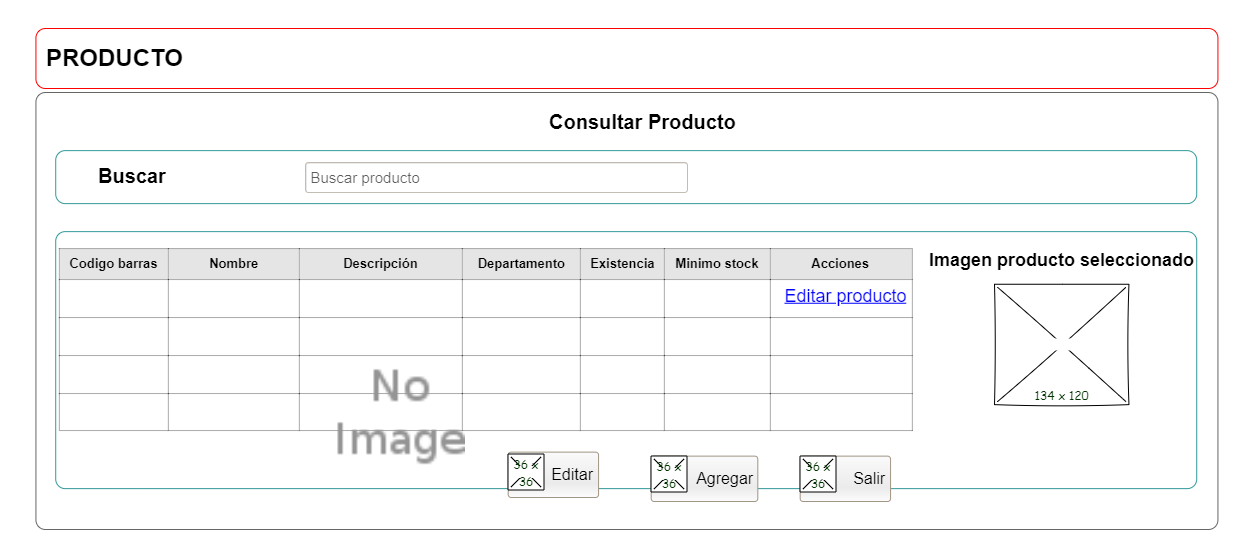 PRODUCTO
Consultar Producto
Buscar
Buscar producto
Codigo barras Nombre Descripción Departamento Existencia Minimo stock Acciones
Imagen producto seleccionado
Editar producto
134 x 120
No
Image
36 x
36
Editar
36 x
36
Agregar
36 x
36
Salir